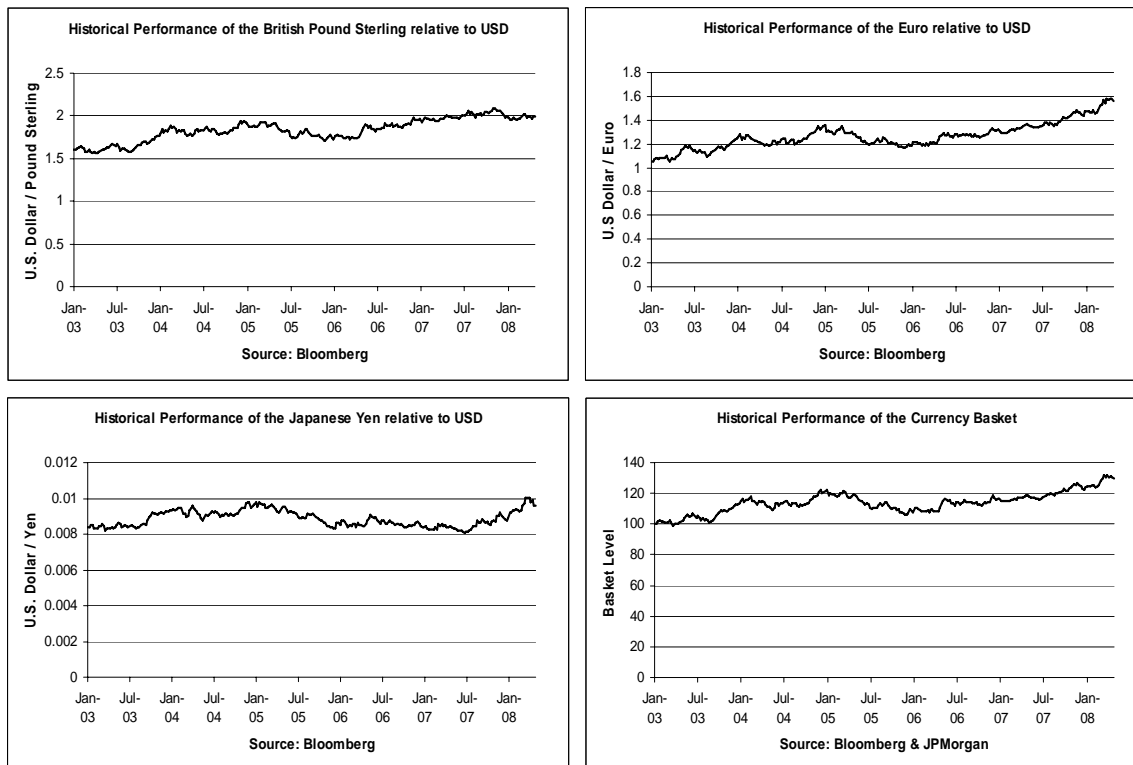 Historical Performance of the British Pound Sterling relative to USD
U.S. Dollar / Pound Sterling
2.5
2
1.5
1
0.5
0
Jan- Jul- Jan- Jul- Jan- Jul- Jan- Jul- Jan- Jul- Jan-
03 03 04 04 05 05 06 06 07 07 08
Source: Bloomberg
Historical Performance of the Euro relative to USD
U.S Dollar / Euro
1.8
1.6
1.4
1.2
1
0.8
0.6
0.4
0.2
0
Jan- Jul- Jan- Jul- Jan- Jul- Jan- Jul- Jan- Jul- Jan-
03 03 04 04 05 05 06 06 07 07 08
Source: Bloomberg
Historical Performance of the Japanese Yen relative to USD
U.S. Dollar / Yen
0.012
0.01
0.008
0.006
0.004
0.002
0
Jan- Jul- Jan- Jul- Jan- Jul- Jan- Jul- Jan- Jul- Jan-
03 03 04 04 05 05 06 06 07 07 08
Source: Bloomberg
Historical Performance of the Currency Basket
Basket Level
140
120
100
80
60
40
20
0
Jan- Jul- Jan- Jul- Jan- Jul- Jan- Jul- Jan- Jul- Jan-
03 03 04 04 05 05 06 06 07 07 08
Source: Bloomberg & JPMorgan